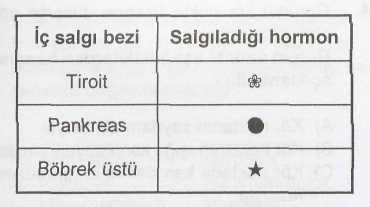 İç salgı bezi Salgıladığı hormon
Tiroit ❀
Pankreas ●
Böbrek üstü ★